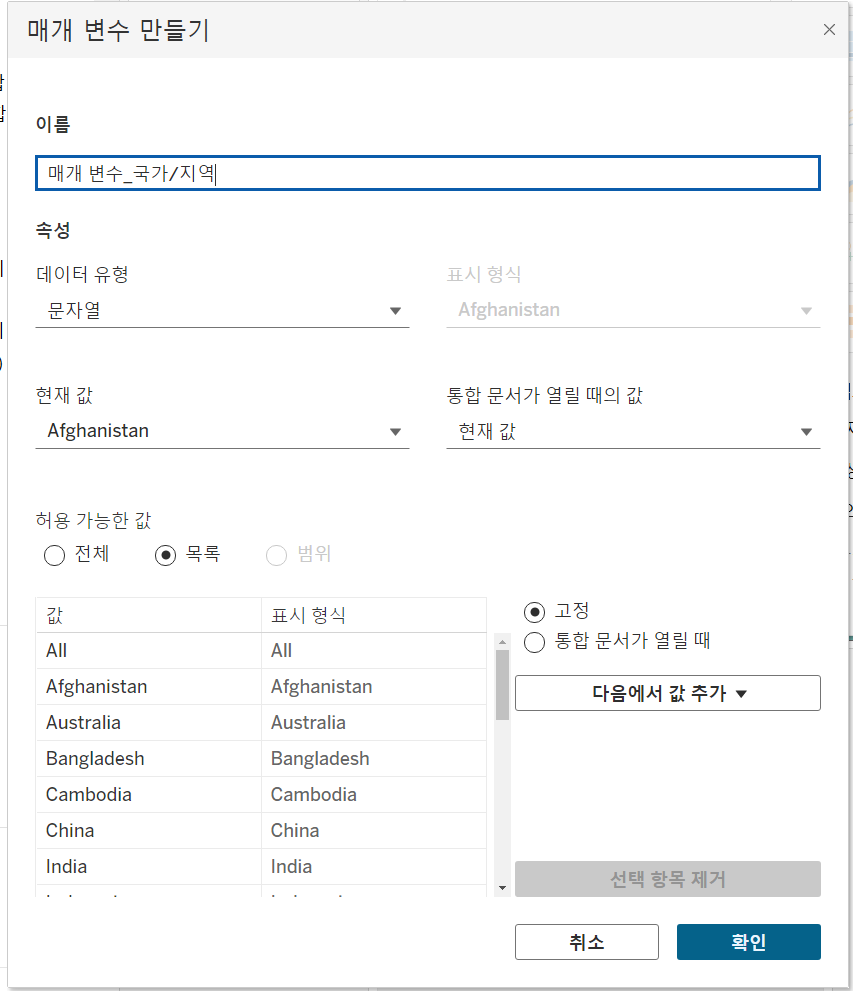 매개 변수 만들기
이름
매개 변수_국가/지역
속성
데이터 유형 표시 형식
문자열 Afghanistan
현재 값 통합 문서가 열릴 때의 값
Afghanistan 현재 값
허용 가능한 값
전체 목록 범위
값 표시 형식
고정
통합 문서가 열릴 때
All All
다음에서 값 추가
Afghanistan Afghanistan
Australia Australia
Bangladesh Bangladesh
Cambodia Cambodia
China China
India India
선택 항목 제거
취소 확인